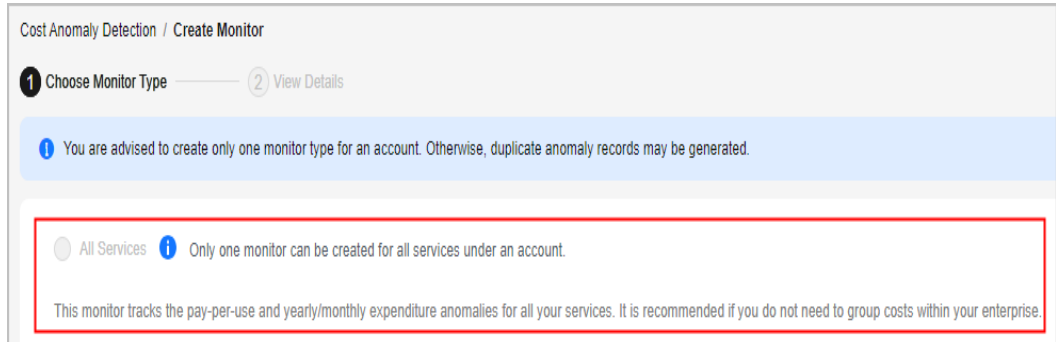 Cost Anomaly Detection / Create Monitor
1 Choose Monitor Type 2 View Details
You are advised to create only one monitor type for an account. Otherwise, duplicate anomaly records may be generated.
All Services Only one monitor can be created for all services under an account.
This monitor tracks the pay-per-use and yearly/monthly expenditure anomalies for all your services. It is recommended if you do not need to group costs within your enterprise.